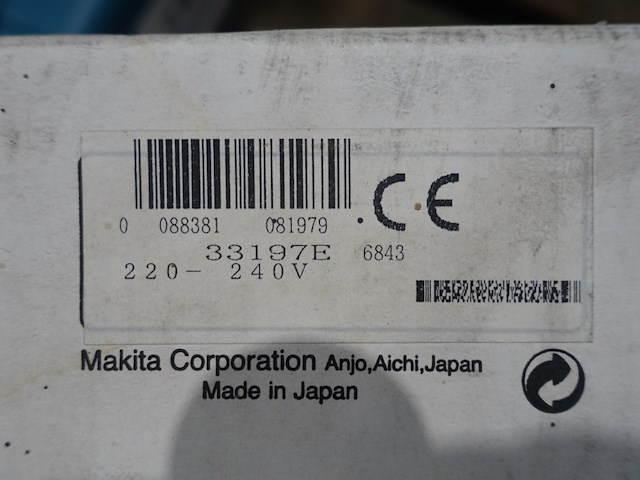 CE
0 088381 081979
33197E 6843
220- 240V
Makita Corporation Anjo,Aichi,Japan
Made in Japan